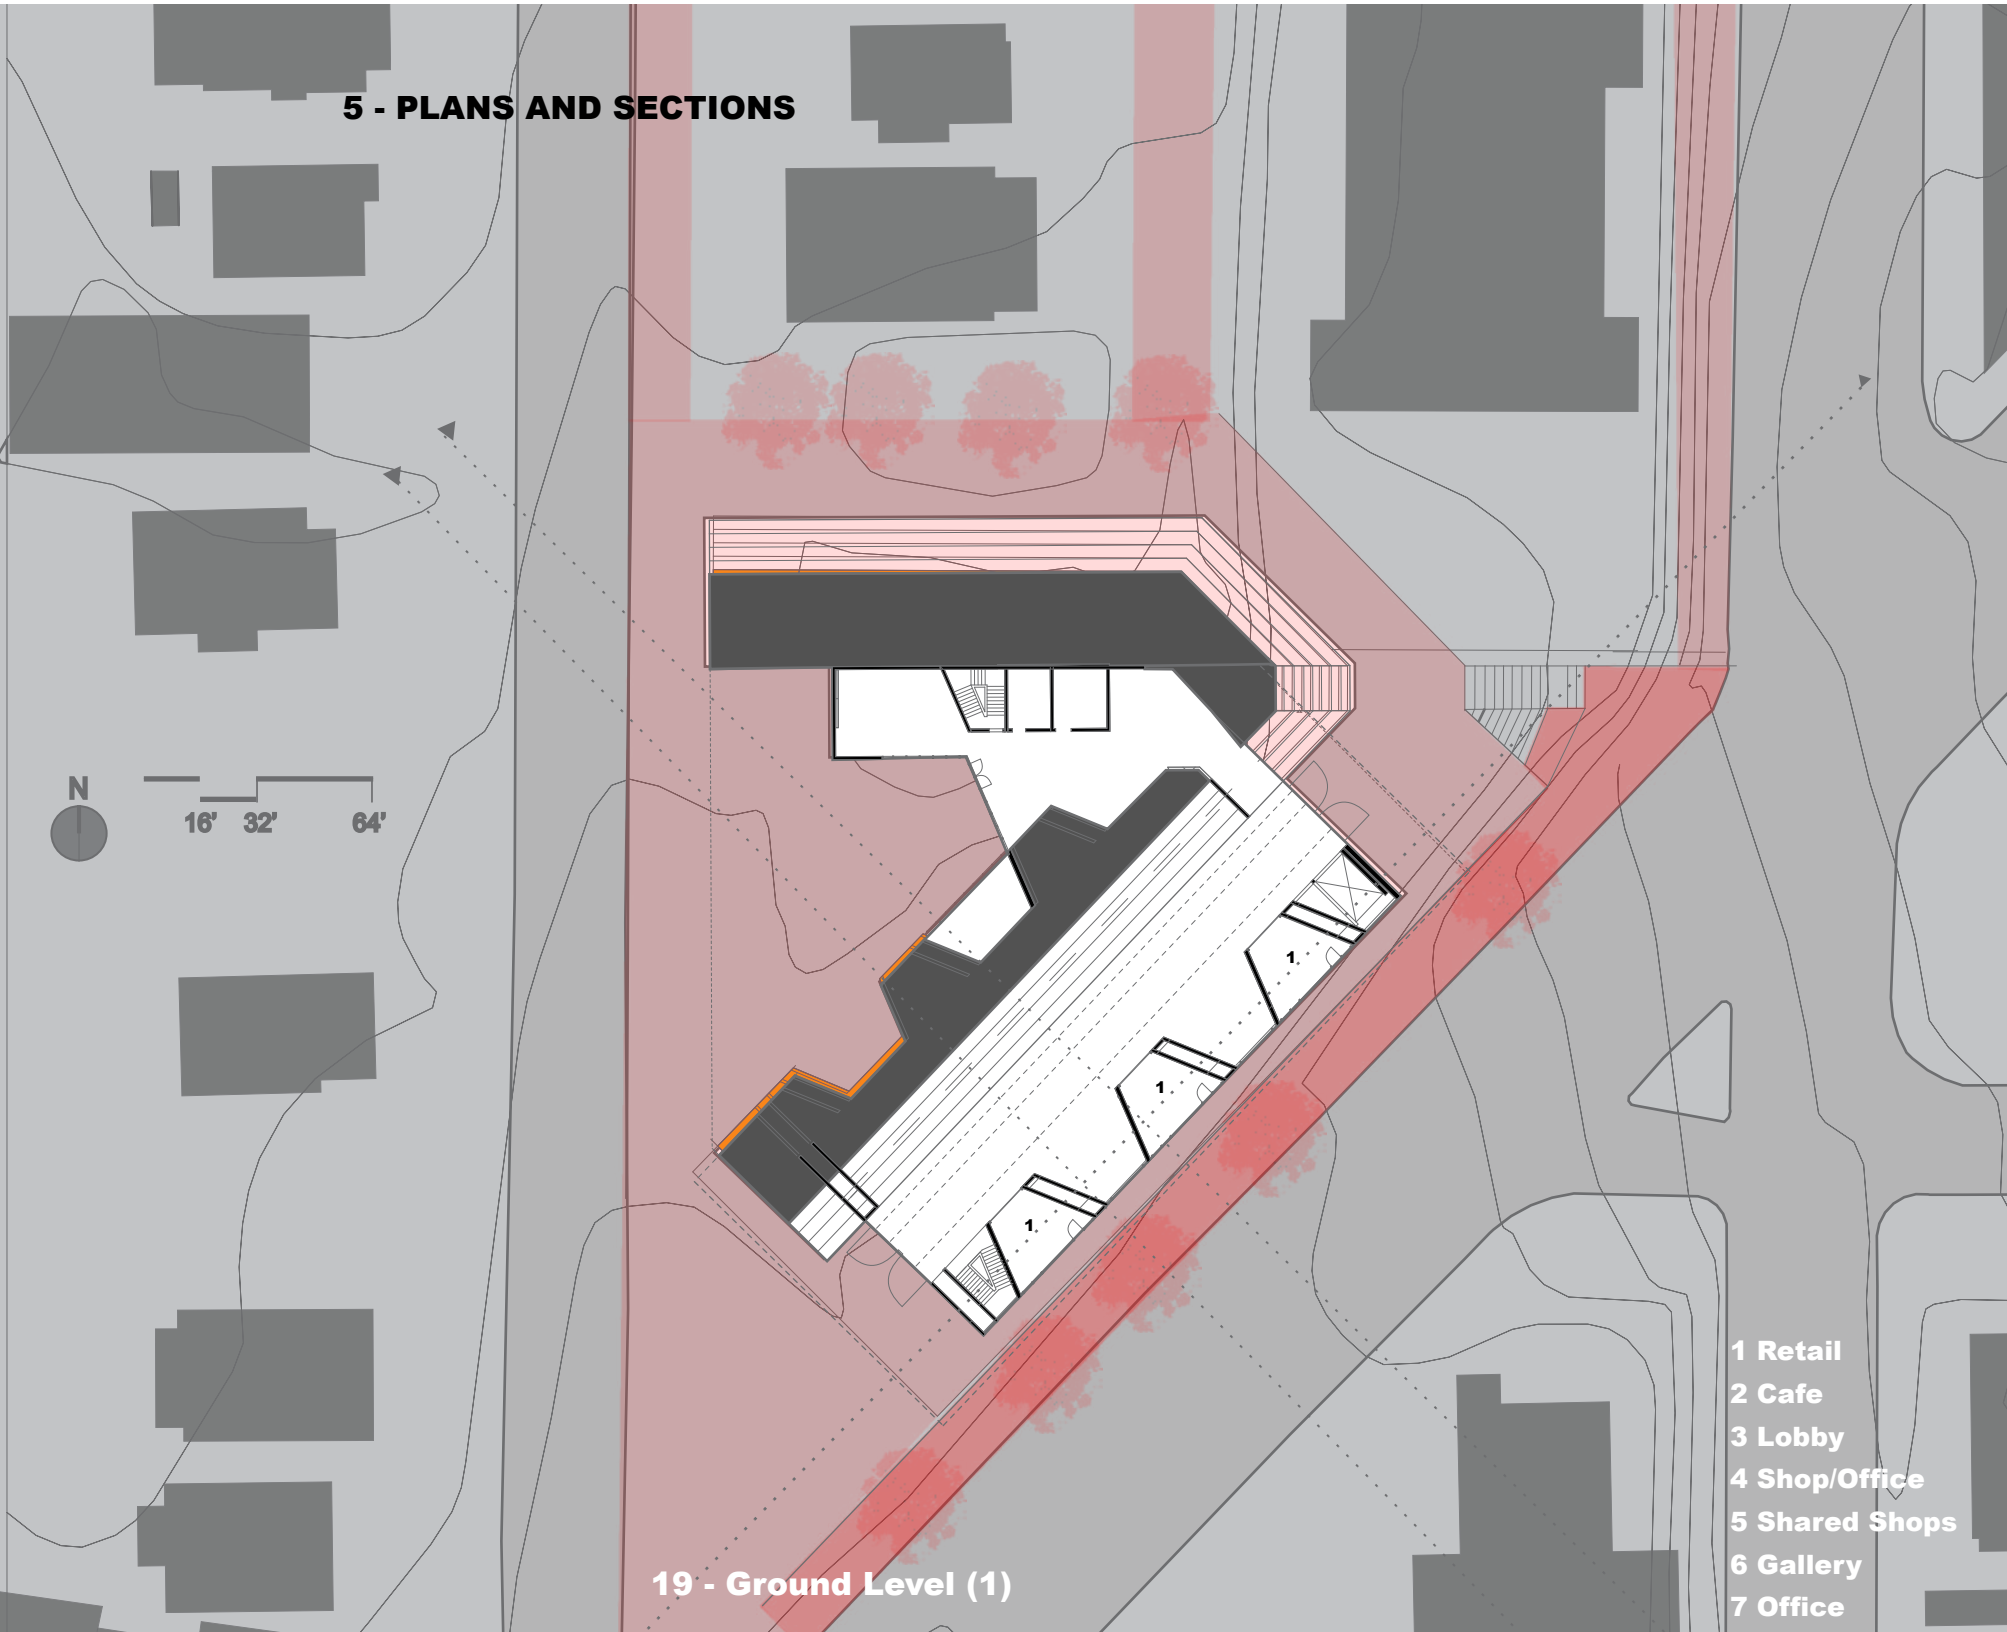 5 - PLANS AND SECTIONS
N
16' 32' 64'
1
1
1
1 Retail
2 Cafe
3 Lobby
4 Shop/Office
5 Shared Shops
6 Gallery
7 Office
19 - Ground Level (1)